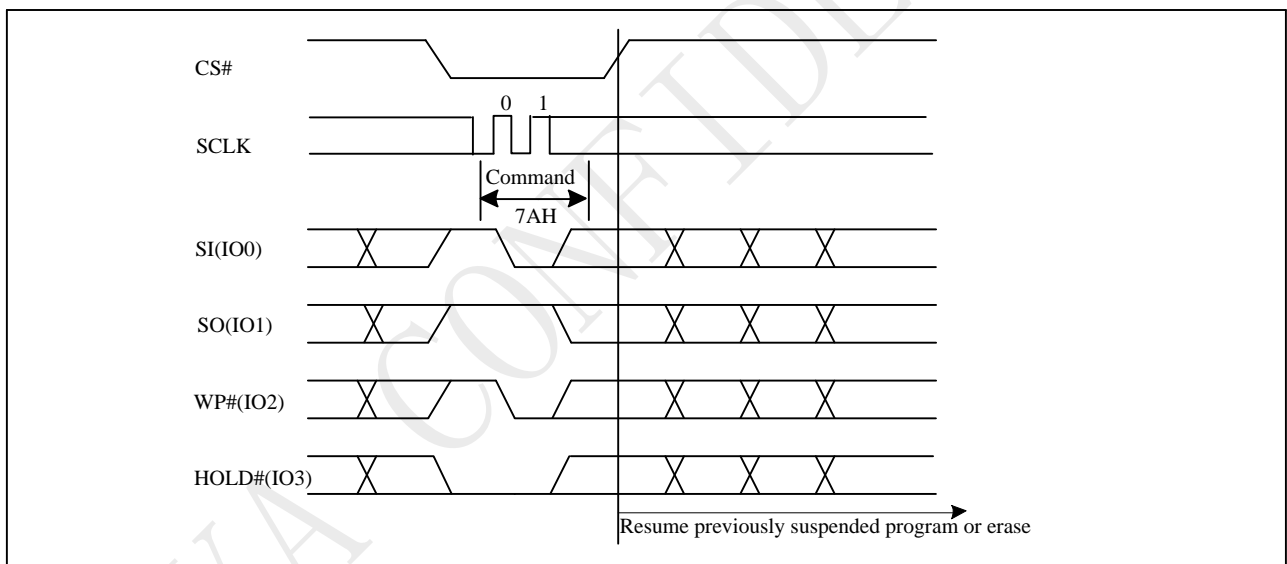 CS#
0 1
SCLK
Command
7AH
SI(IO0)
SO(IO1)
WP#(IO2)
HOLD#(IO3)
Resume previously suspended program or erase